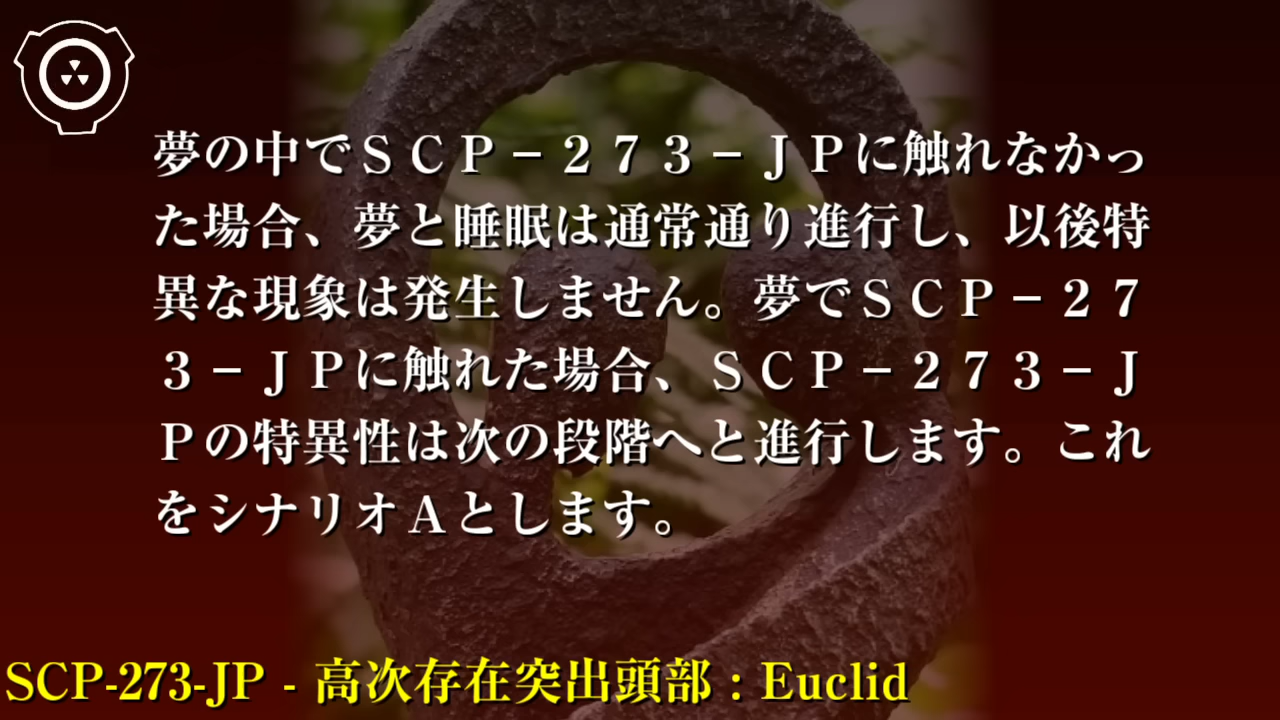 夢の中でＳＣＰ－２７３－ＪＰに触れなかっ
た場合、夢と睡眠は通常通り進行し、以後特
異な現象は発生しません。夢でＳＣＰ－２７
３－ＪＰに触れた場合、ＳＣＰ－２７３－Ｊ
Ｐの特異性は次の段階へと進行します。これ
をシナリオＡとします。
SCP-273-JP - 高次存在突出頭部 : Euclid